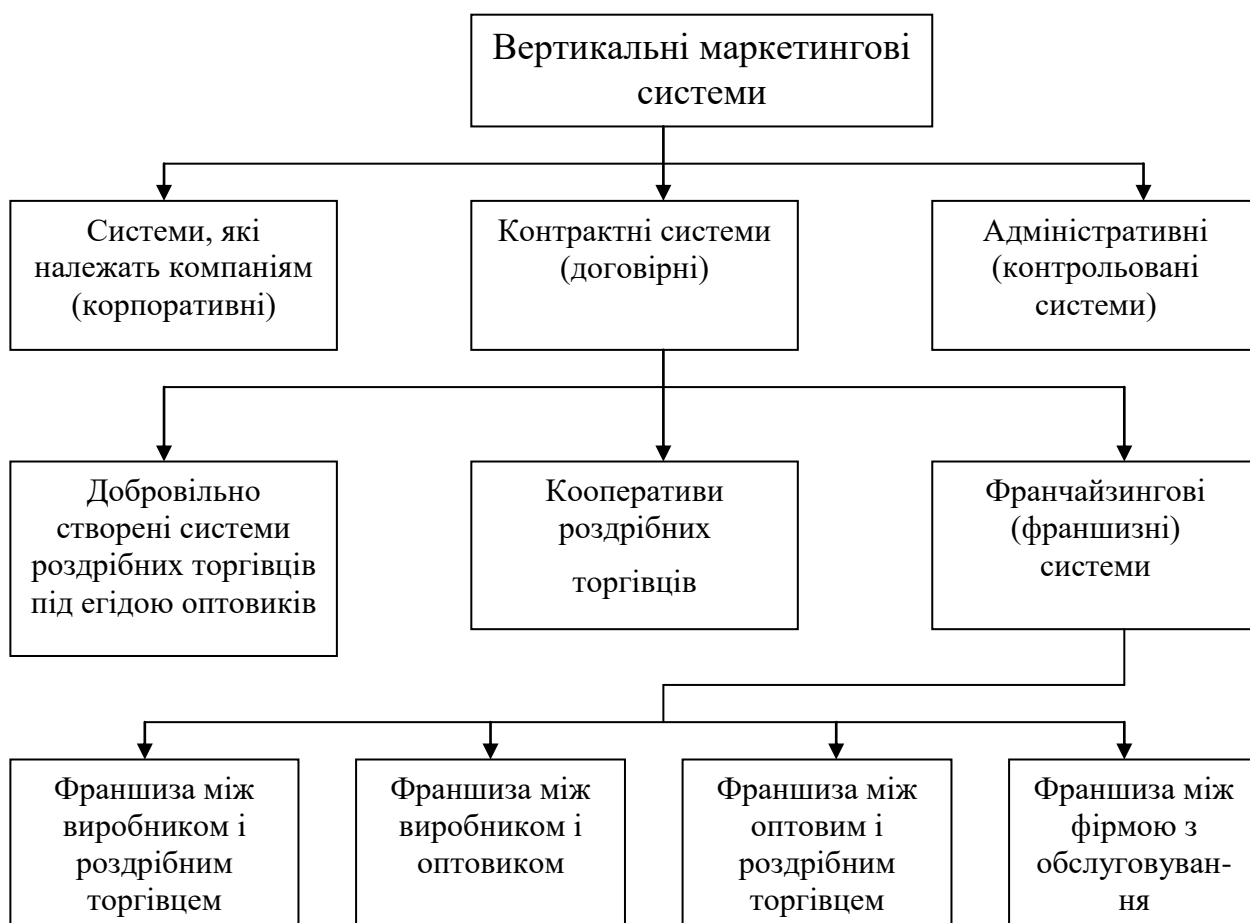 Вертикальні маркетингові
системи
Системи, які
належать компаніям
(корпоративні)
Контрактні системи
(договірні)
Адміністративні
(контрольовані
системи)
Добровільно
створені системи
роздрібних торгівців
під егідою оптовиків
Кооперативи
роздрібних
торгівців
Франчайзингові
(франшизні)
системи
Франшиза між
виробником і
роздрібним
торгівцем
Франшиза між
виробником і
оптовиком
Франшиза між
оптовим і
роздрібним
торгівцем
Франшиза між
фірмою з
обслуговуван-
ня